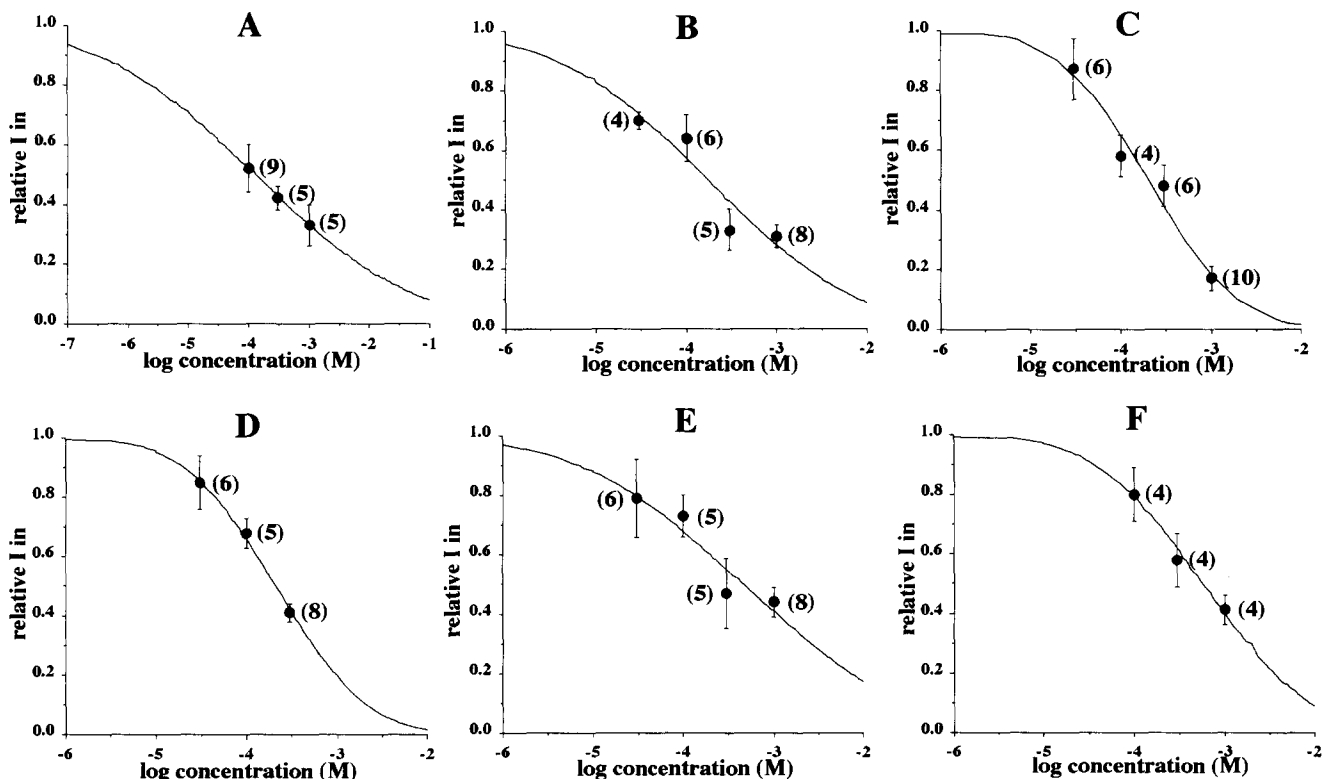 A
B
C
1.0
0.8
0.6
0.4
0.2
0.0
relative I in
(9)
(5)
(5)
-7 -6 -5 -4 -3 -2 -1
log concentration (M)
1.0
0.8
0.6
0.4
0.2
0.0
relative I in
(4)
(6)
(5)
(8)
-6 -5 -4 -3 -2
log concentration (M)
1.0
0.8
0.6
0.4
0.2
0.0
relative I in
(6)
(4)
(6)
(10)
-6 -5 -4 -3 -2
log concentration (M)
D
E
F
1.0
0.8
0.6
0.4
0.2
0.0
relative I in
(6)
(5)
(8)
-6 -5 -4 -3 -2
log concentration (M)
1.0
0.8
0.6
0.4
0.2
0.0
relative I in
(6)
(5)
(5)
(8)
-6 -5 -4 -3 -2
log concentration (M)
1.0
0.8
0.6
0.4
0.2
0.0
relative I in
(4)
(4)
(4)
-6 -5 -4 -3 -2
log concentration (M)